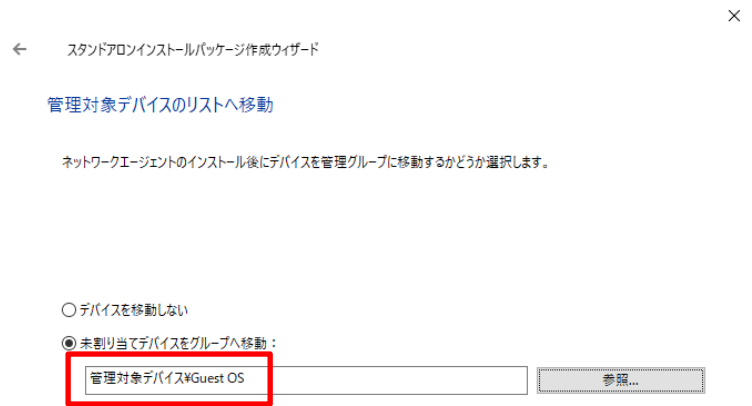 スタンドアロンインストールパッケージ作成ウィザード
管理対象デバイスのリストへ移動
ネットワークエージェントのインストール後にデバイスを管理グループに移動するかどうか選択します。
デバイスを移動しない
未割り当てデバイスをグループへ移動：
管理対象デバイス¥Guest OS
参照...